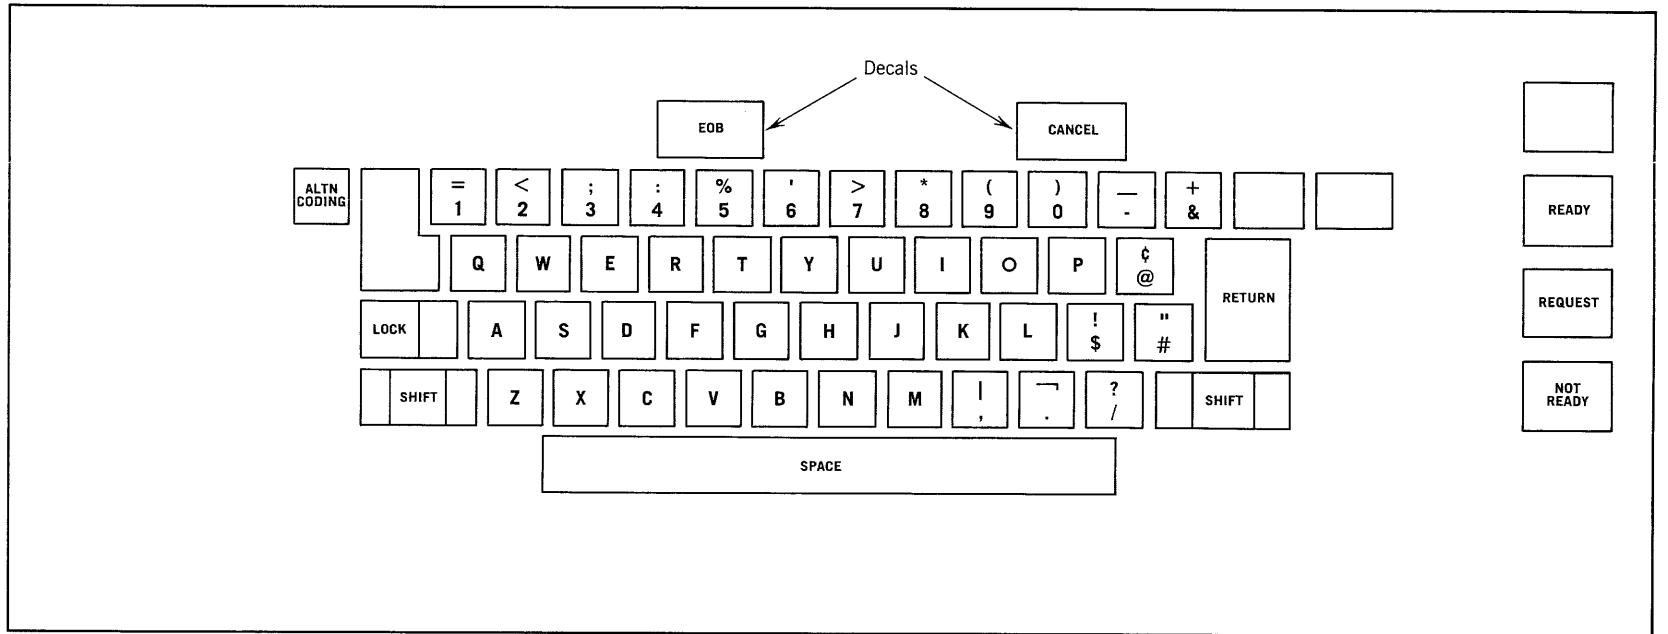 Decals
EOB CANCEL
ALTN
CODING
= < ; : % ' > * ( ) — +
1 2 3 4 5 6 7 8 9 0 - &
READY
Q W E R T Y U I O P ¢
@
RETURN
REQUEST
LOCK A S D F G H J K L ! "
$ #
SHIFT Z X C V B N M | ¬ ? SHIFT
, . /
NOT
READY
SPACE